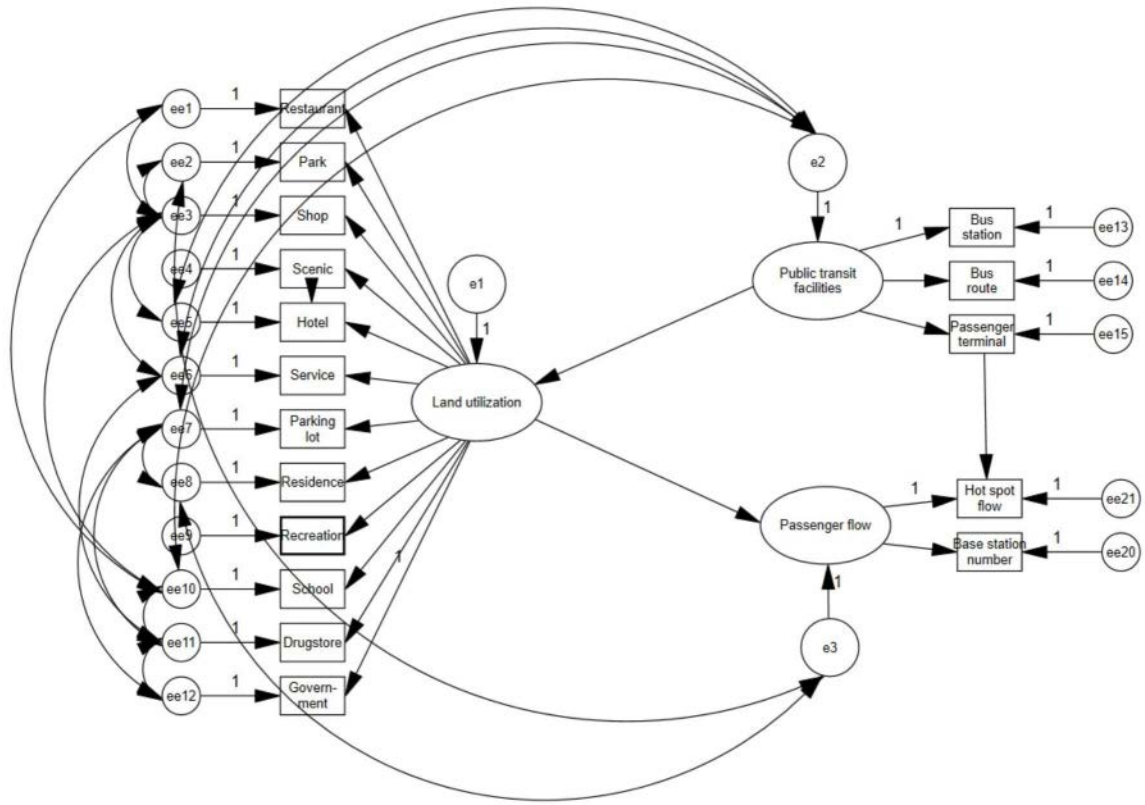 ee1
1
Restaurant
ee2
1
Park
ee3
1
Shop
ee4
Scenic
ee5
1
Hotel
ee6
1
Service
ee7
1
Parking
lot
ee8
1
Residence
ee9
Recreation
ee10
1
School
ee11
1
Drugstore
ee12
1
Govern-
ment
e1
1
Land utilization
1
e2
1
Public transit
facilities
1
Bus
station
1
ee13
Bus
route
1
ee14
Passenger
terminal
1
ee15
Passenger flow
1
Hot spot
flow
1
ee21
Base station
number
1
ee20
1
e3